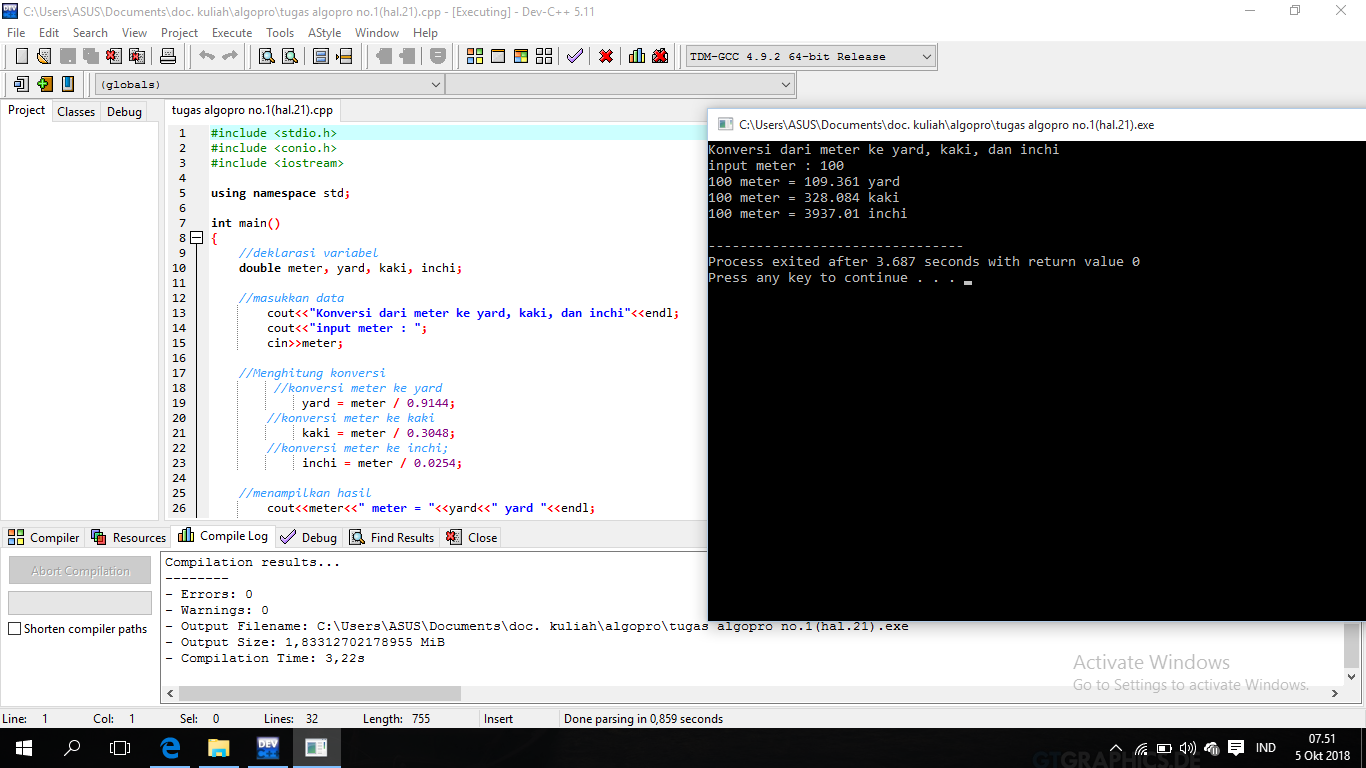 C:\Users\ASUS\Documents\doc. kuliah\algopro\tugas algopro no.1(hal.21).cpp - [Executing] - Dev-C++ 5.11
File Edit Search View Project Execute Tools AStyle Window Help
TDM-GCC 4.9.2 64-bit Release
(globals)
Project Classes Debug
tugas algopro no.1(hal.21).cpp
1 #include <stdio.h>
2 #include <conio.h>
3 #include <iostream>
4
5 using namespace std;
6
7 int main()
8 {
9 //deklarasi variabel
10 double meter, yard, kaki, inchi;
11
12 //masukkan data
13 cout<<"Konversi dari meter ke yard, kaki, dan inchi"<<endl;
14 cout<<"input meter : ";
15 cin>>meter;
16
17 //Menghitung konversi
18 //konversi meter ke yard
19 yard = meter / 0.9144;
20 //konversi meter ke kaki
21 kaki = meter / 0.3048;
22 //konversi meter ke inchi;
23 inchi = meter / 0.0254;
24
25 //menampilkan hasil
26 cout<<meter<<" meter = "<<yard<<" yard "<<endl;
C:\Users\ASUS\Documents\doc. kuliah\algopro\tugas algopro no.1(hal.21).exe
Konversi dari meter ke yard, kaki, dan inchi
input meter : 100
100 meter = 109.361 yard
100 meter = 328.084 kaki
100 meter = 3937.01 inchi
--------------------------------
Process exited after 3.687 seconds with return value 0
Press any key to continue . . .
Compiler Resources Compile Log Debug Find Results Close
Abort Compilation
Shorten compiler paths
Compilation results...
--------
- Errors: 0
- Warnings: 0
- Output Filename: C:\Users\ASUS\Documents\doc. kuliah\algopro\tugas algopro no.1(hal.21).exe
- Output Size: 1,83312702178955 MiB
- Compilation Time: 3,22s
Activate Windows
Go to Settings to activate Windows.
Line: 1 Col: 1 Sel: 0 Lines: 32 Length: 755 Insert Done parsing in 0,859 seconds
DEV
IND
07.51
5 Okt 2018
GTGRAPHICS.DE